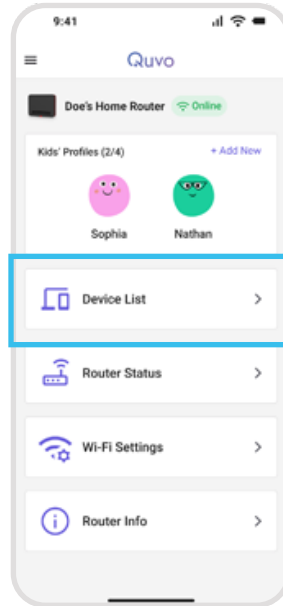 9:41
Quvo
Doe's Home Router Online
Kids' Profiles (2/4) + Add New
Sophia Nathan
Device List
Router Status
Wi-Fi Settings
Router Info